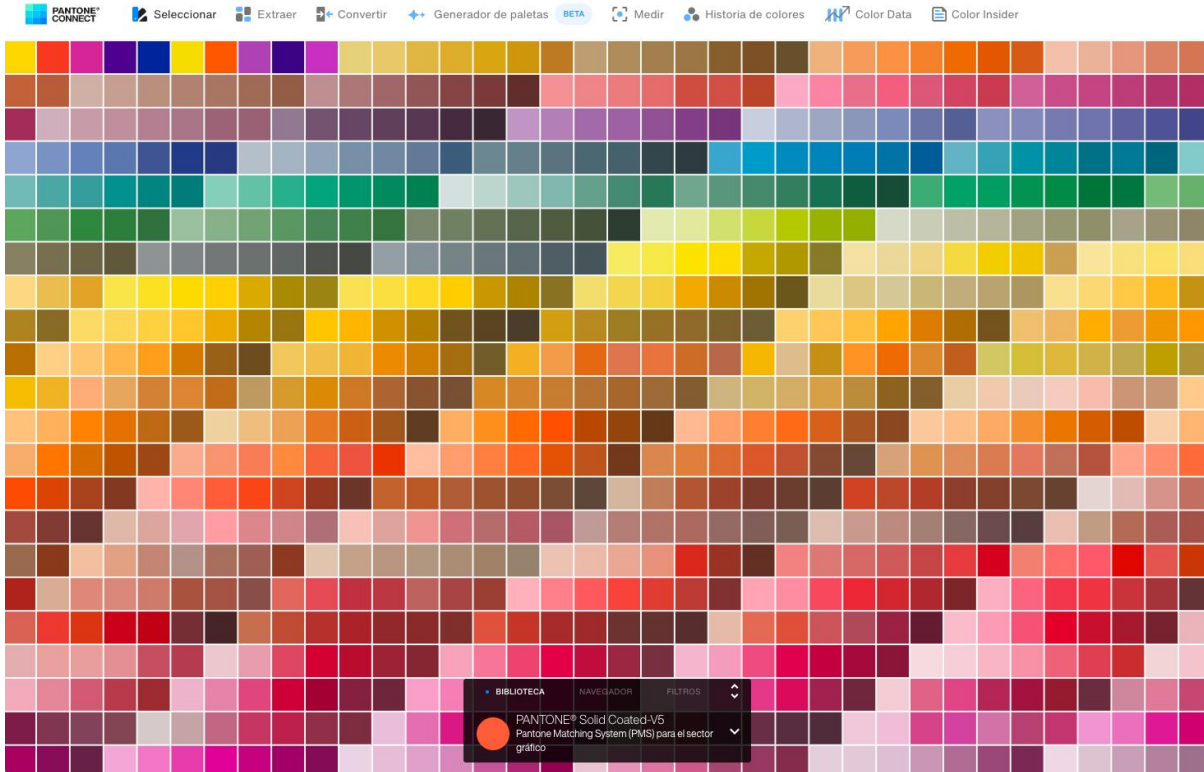 PANTONE®
CONNECT
Seleccionar
Extraer
Convertir
Generador de paletas BETA
Medir
Historia de colores
Color Data
Color Insider
BIBLIOTECA
NAVEGADOR
FILTROS
PANTONE® Solid Coated-V5
Pantone Matching System (PMS) para el sector
gráfico